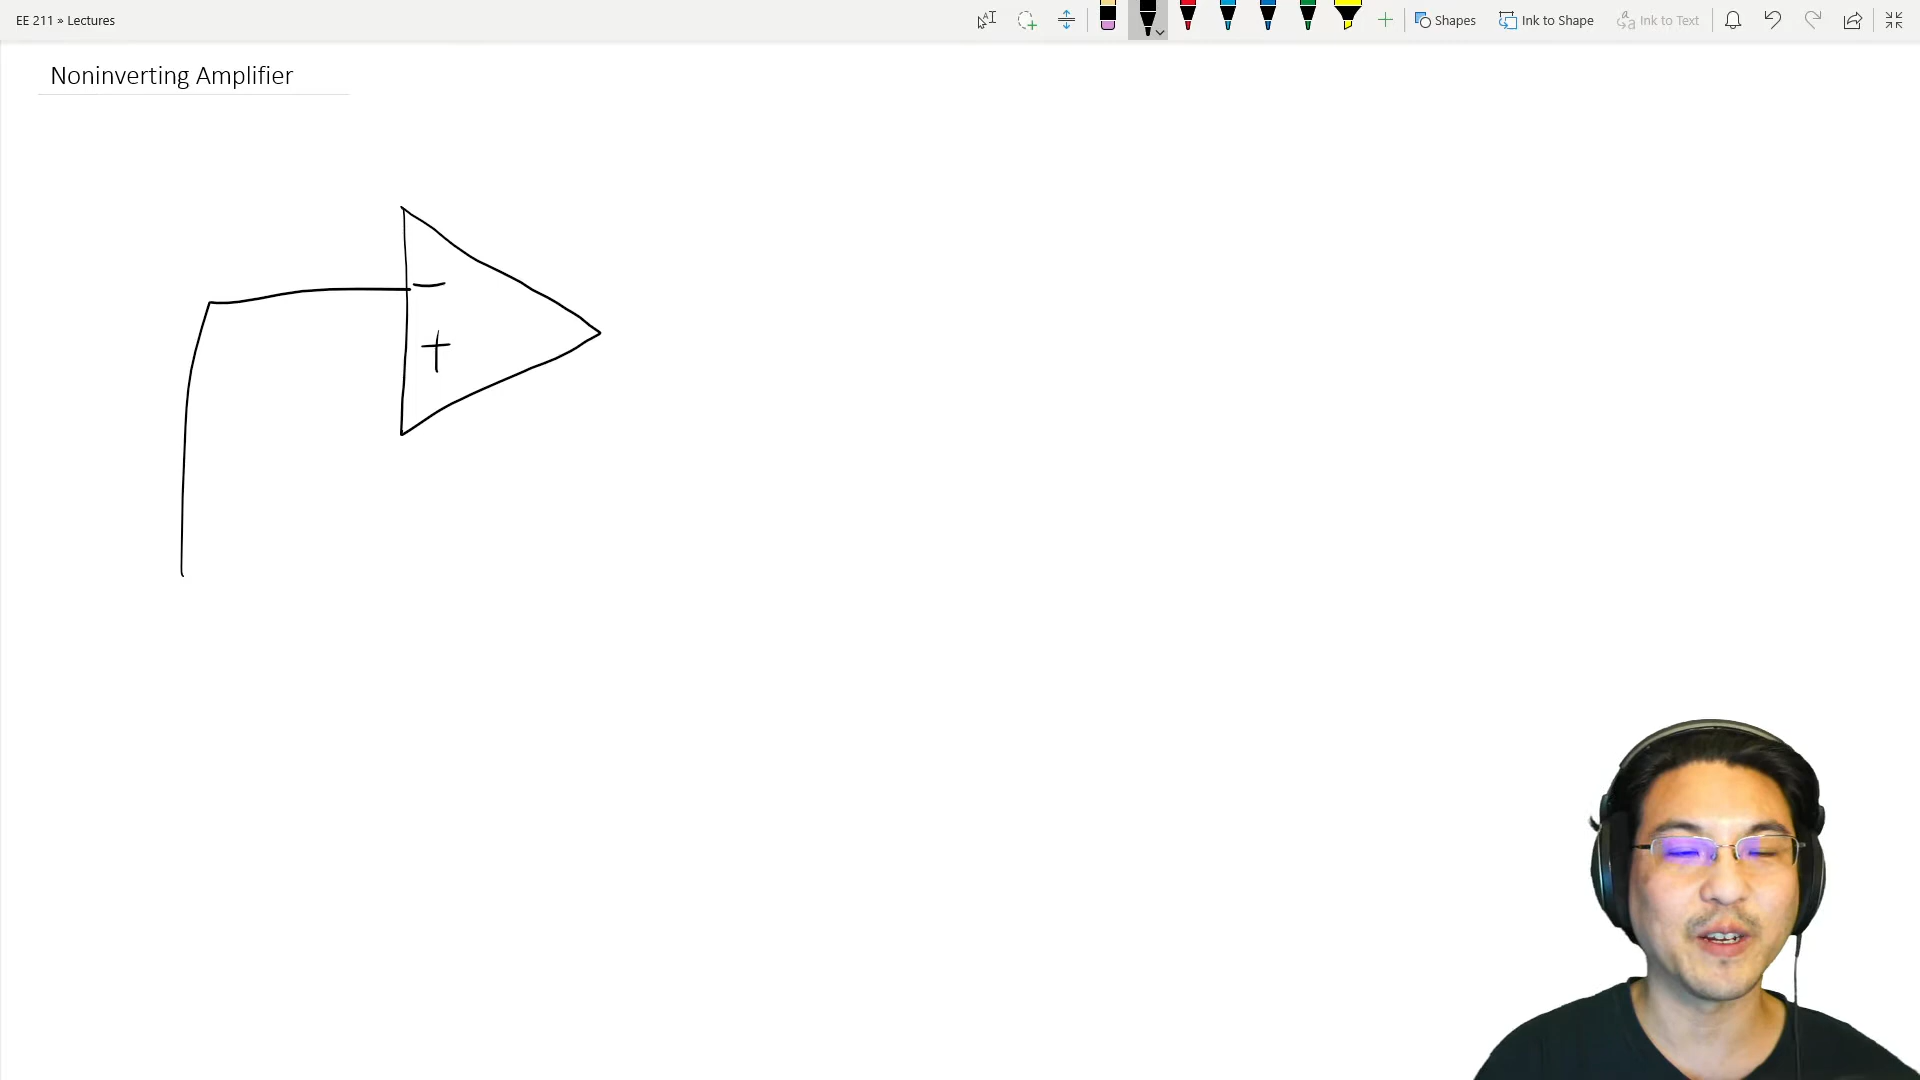 EE 211 » Lectures
Shapes
Ink to Shape
Ink to Text
Noninverting Amplifier
−
+